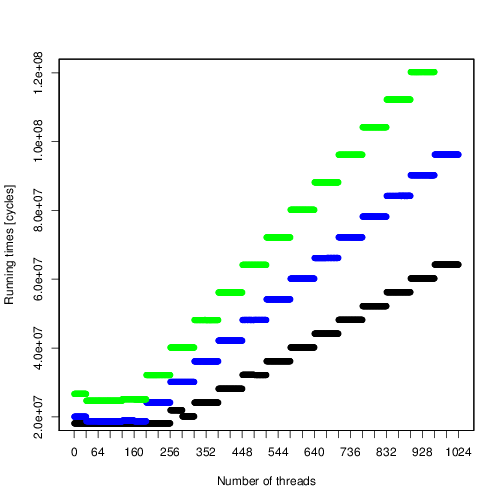 1.2e+08
1.0e+08
8.0e+07
6.0e+07
4.0e+07
2.0e+07
Running times [cycles]
0 64 160 256 352 448 544 640 736 832 928 1024
Number of threads